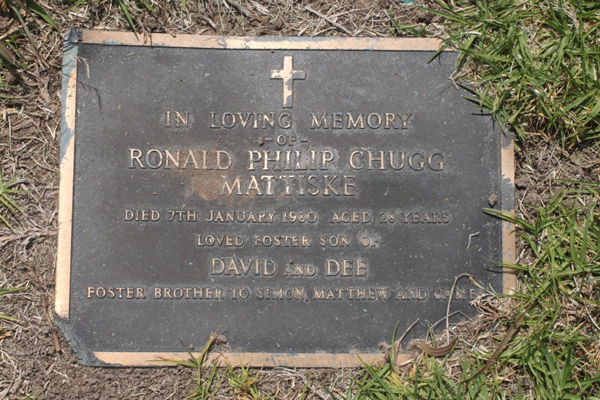 IN LOVING MEMORY
-OF-
RONALD PHILIP CHUGG
MATTISKE
DIED 7TH JANUARY 1980 AGED 28 YEARS
LOVED FOSTER SON OF
DAVID AND DEE
FOSTER BROTHER TO SIMON, MATTHEW AND